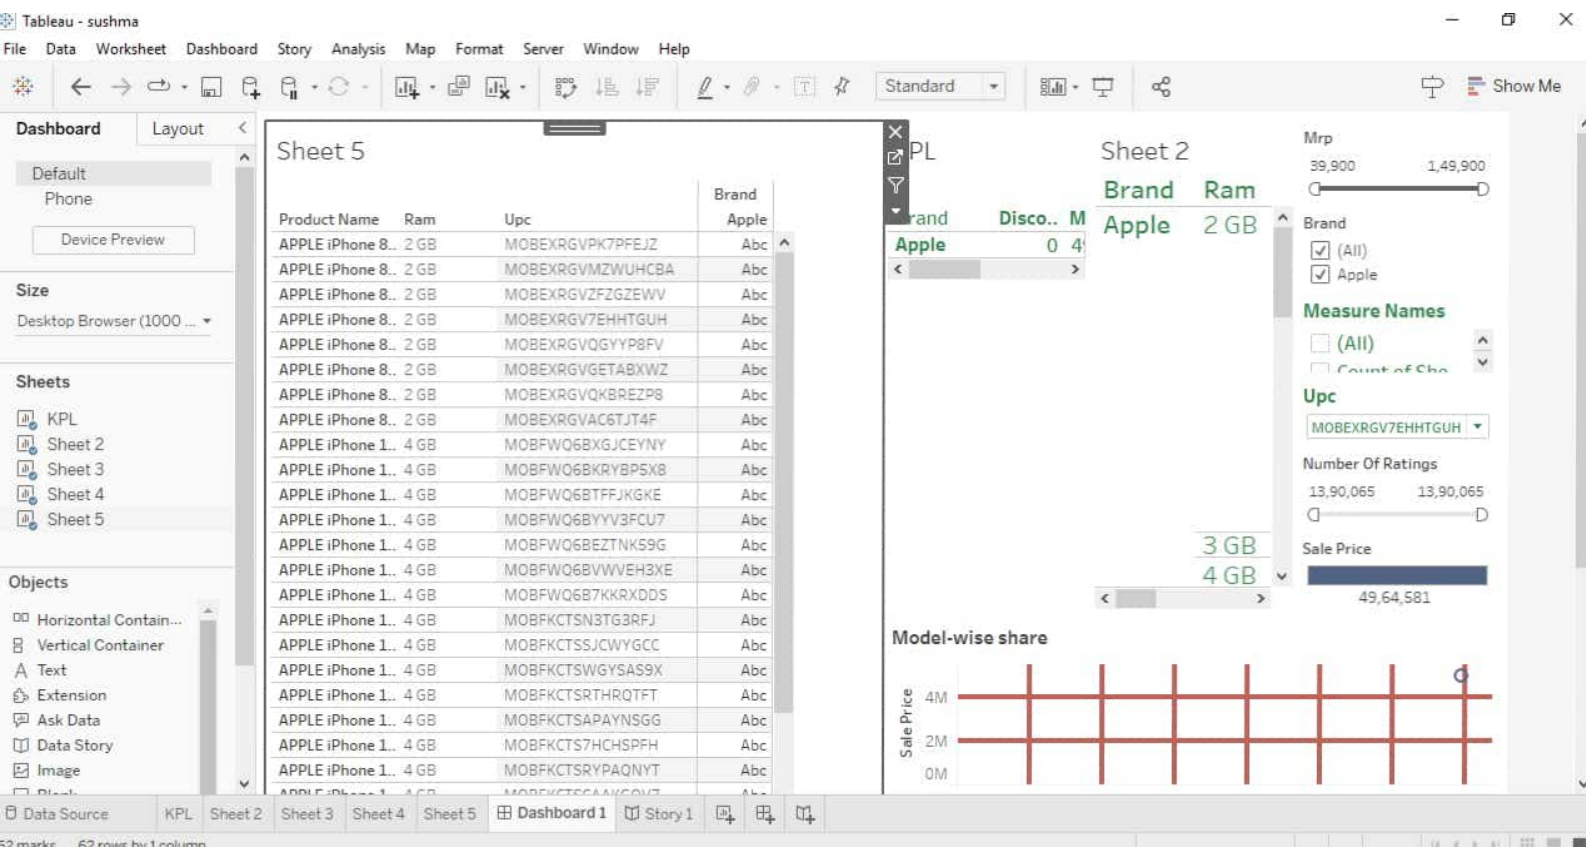 Tableau - sushma
File Data Worksheet Dashboard Story Analysis Map Format Server Window Help
Standard
Show Me
Dashboard Layout
Default
Phone
Device Preview
Size
Desktop Browser (1000 ...
Sheets
KPL
Sheet 2
Sheet 3
Sheet 4
Sheet 5
Objects
Horizontal Contain...
Vertical Container
Text
Extension
Ask Data
Data Story
Image
Sheet 5
Brand
Product Name Ram Upc Apple
APPLE iPhone 8.. 2 GB MOBEXRGVPK7PFEJZ Abc
APPLE iPhone 8.. 2 GB MOBEXRGVMZWUHCBA Abc
APPLE iPhone 8.. 2 GB MOBEXRGVZFZGZEWV Abc
APPLE iPhone 8.. 2 GB MOBEXRGV7EHHTGUH Abc
APPLE iPhone 8.. 2 GB MOBEXRGVQGYYP8FV Abc
APPLE iPhone 8.. 2 GB MOBEXRGVGETABXWZ Abc
APPLE iPhone 8.. 2 GB MOBEXRGVQKBREZP8 Abc
APPLE iPhone 8.. 2 GB MOBEXRGVAC6TJT4F Abc
APPLE iPhone 1.. 4 GB MOBFWQ6BXGJCEYNY Abc
APPLE iPhone 1.. 4 GB MOBFWQ6BKRYBP5X8 Abc
APPLE iPhone 1.. 4 GB MOBFWQ6BTFFJKGKE Abc
APPLE iPhone 1.. 4 GB MOBFWQ6BYYV3FCU7 Abc
APPLE iPhone 1.. 4 GB MOBFWQ6BEZTNK59G Abc
APPLE iPhone 1.. 4 GB MOBFWQ6BVWVEH3XE Abc
APPLE iPhone 1.. 4 GB MOBFWQ6B7KKRXDDS Abc
APPLE iPhone 1.. 4 GB MOBFKCTSN3TG3RFJ Abc
APPLE iPhone 1.. 4 GB MOBFKCTSSJCWYGCC Abc
APPLE iPhone 1.. 4 GB MOBFKCTSWGYSAS9X Abc
APPLE iPhone 1.. 4 GB MOBFKCTSRTHRQTFT Abc
APPLE iPhone 1.. 4 GB MOBFKCTSAPAYNSGG Abc
APPLE iPhone 1.. 4 GB MOBFKCTS7HCHSPFH Abc
APPLE iPhone 1.. 4 GB MOBFKCTSRYPAQNYT Abc
PL
rand Disco.. M
Apple 0 4
Sheet 2
Brand Ram
Apple 2 GB
3 GB
4 GB
Mrp
39,900 1,49,900
Brand
(All)
Apple
Measure Names
(All)
Count of Sho
Upc
MOBEXRGV7EHHTGUH
Number Of Ratings
13,90,065 13,90,065
Sale Price
49,64,581
Model-wise share
Sale Price
4M
2M
0M
Data Source KPL Sheet 2 Sheet 3 Sheet 4 Sheet 5 Dashboard 1 Story 1
marks 62 rows by 1 column